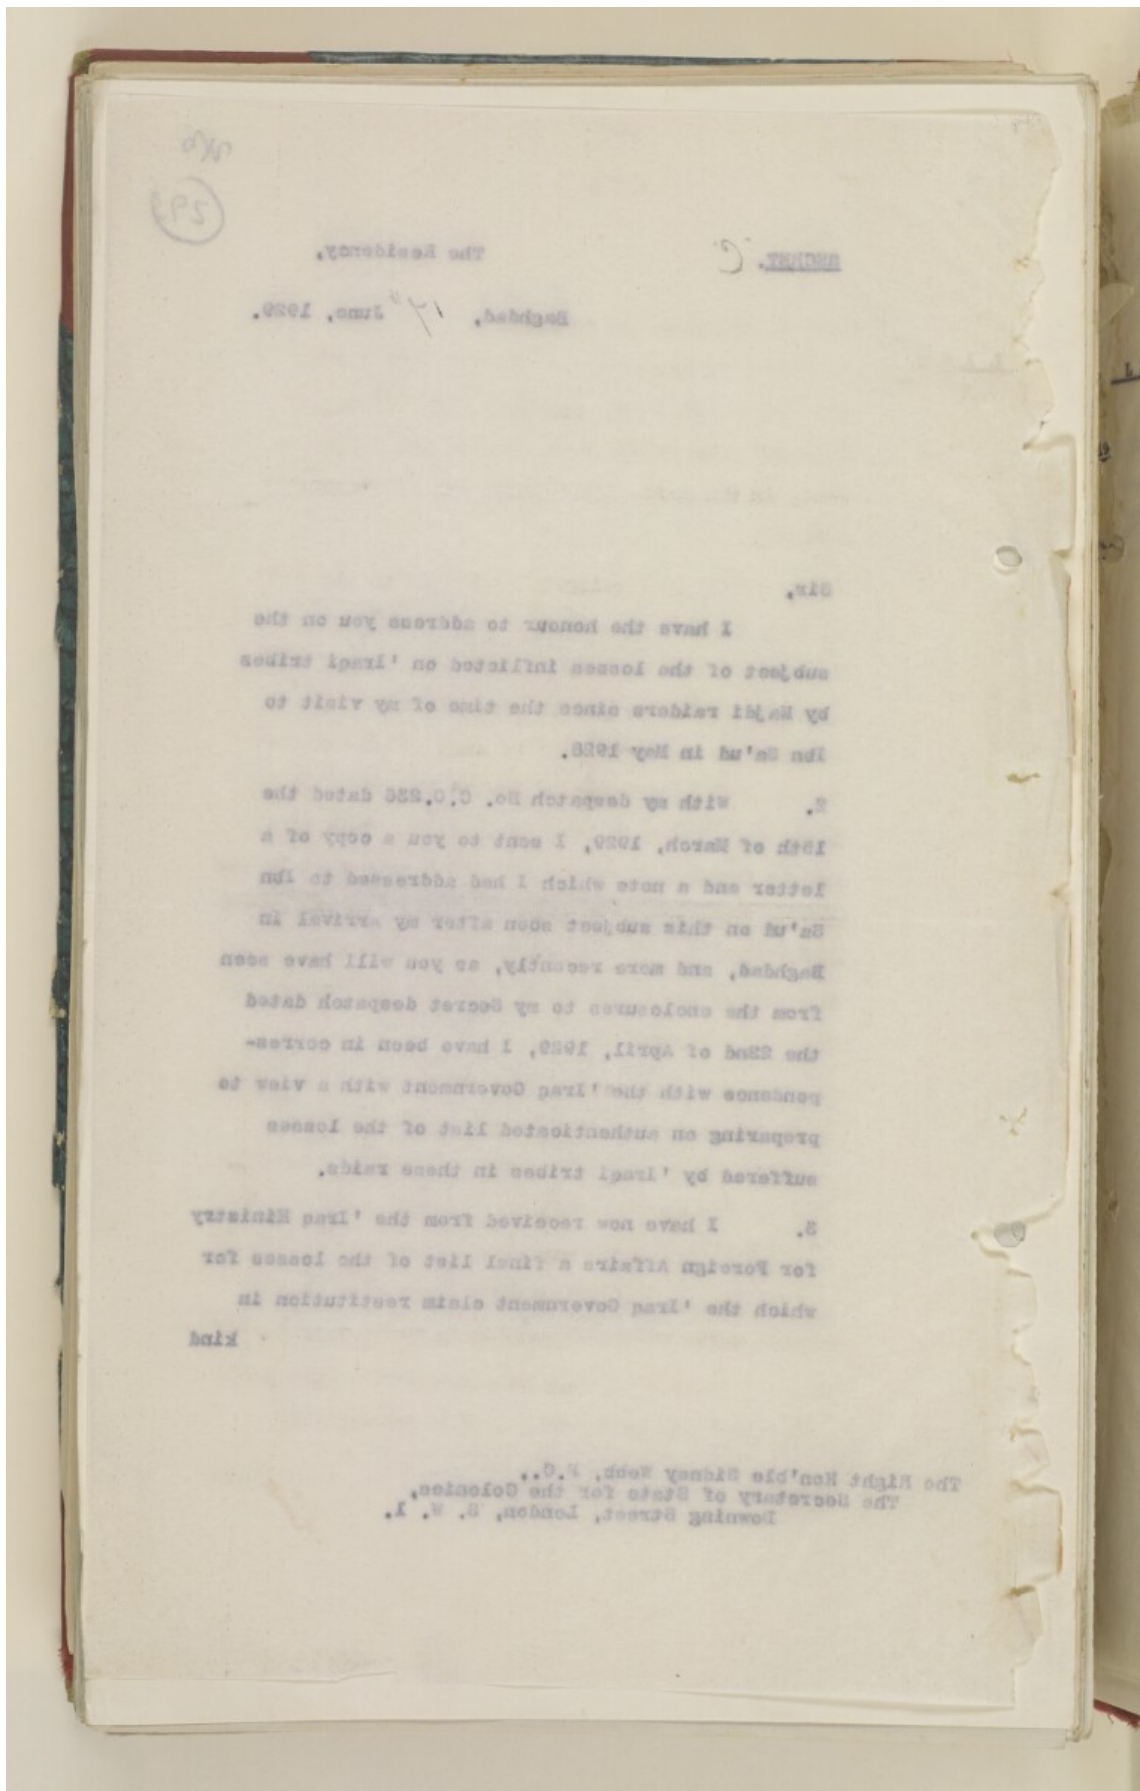 SECRET. C
The Residency,
Baghdad, 17th June, 1929.
Sir,
I have the honour to address you on the
subject of the losses inflicted on 'Iraqi tribes
by Najdi raiders since the time of my visit to
Ibn Sa'ud in May 1928.
2. With my despatch No. C.O.236 dated the
15th of March, 1929, I sent to you a copy of a
letter and a note which I had addressed to Ibn
Sa'ud on this subject soon after my arrival in
Baghdad, and more recently, as you will have seen
from the enclosures to my Secret despatch dated
the 22nd of April, 1929, I have been in corres-
pondence with the 'Iraq Government with a view to
preparing an authenticated list of the losses
suffered by 'Iraqi tribes in these raids.
3. I have now received from the 'Iraq Ministry
for Foreign Affairs a final list of the losses for
which the 'Iraq Government claim restitution in
kind
The Right Hon'ble Sidney Webb, P.C.,
The Secretary of State for the Colonies,
Downing Street, London, S. W. 1.